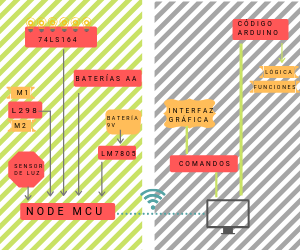 74LS164
BATERÍAS AA
M1
L298
M2
BATERÍA
9V
LM7805
SENSOR
DE LUZ
NODE MCU
CÓDIGO
ARDUINO
LOGICA
FUNCIONES
INTERFAZ
GRÁFICA
COMANDOS